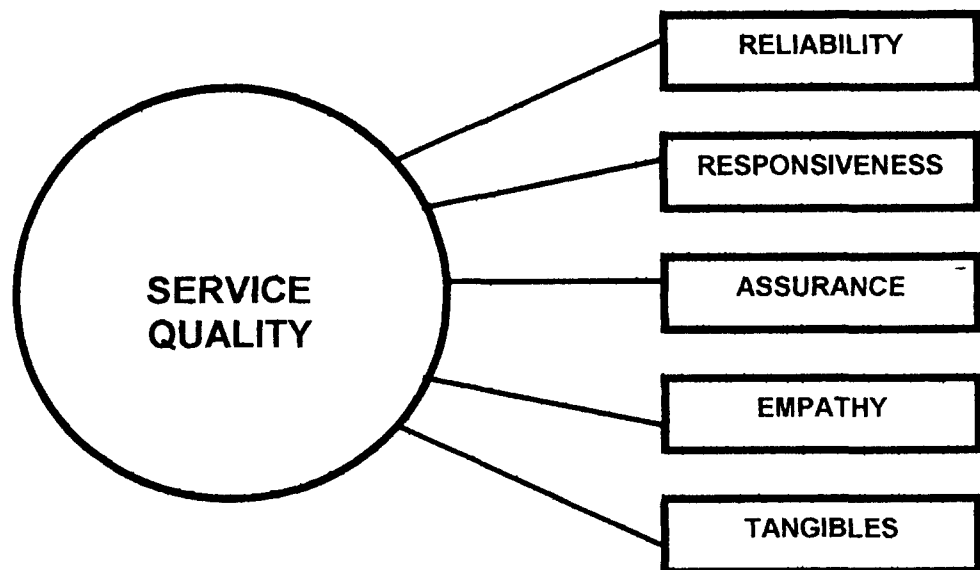 RELIABILITY
RESPONSIVENESS
SERVICE
QUALITY
ASSURANCE
EMPATHY
TANGIBLES